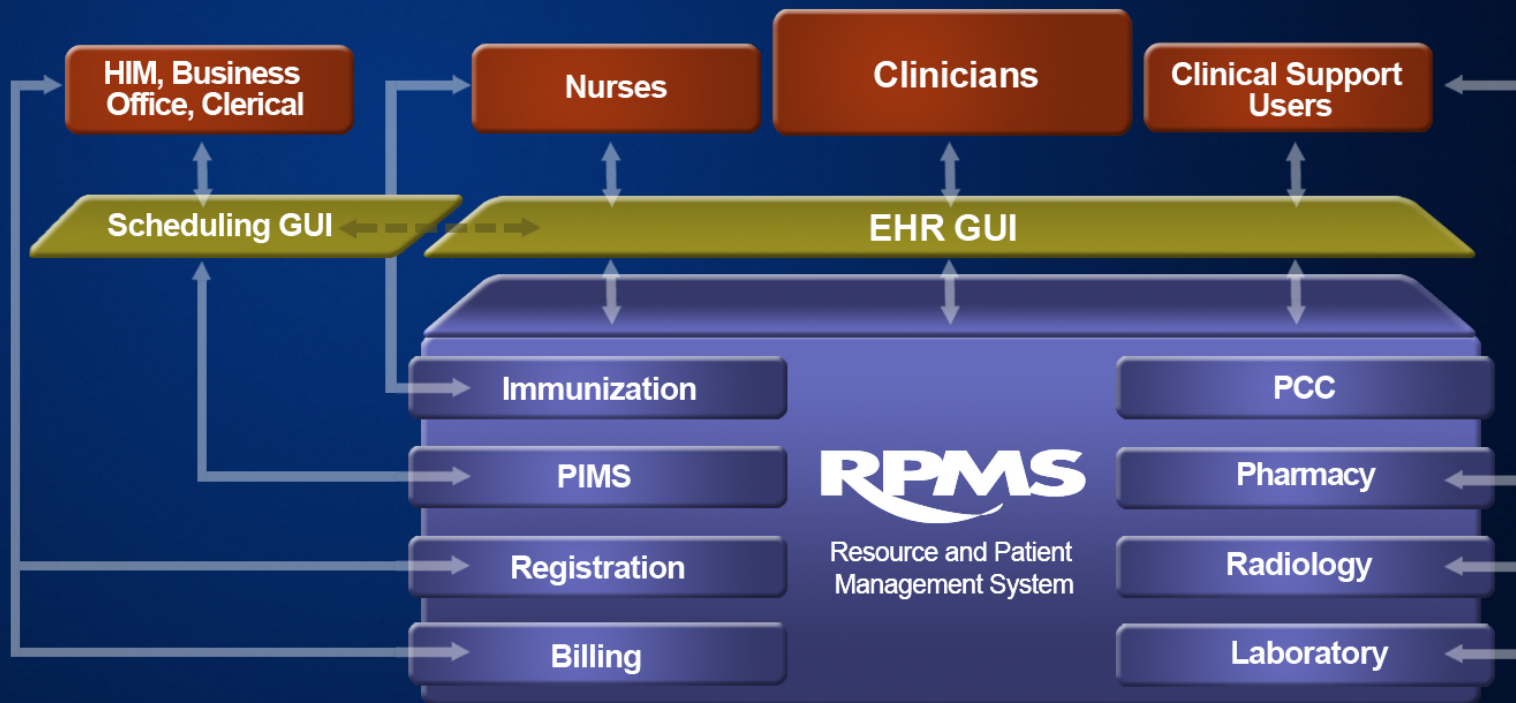 HIM, Business
Office, Clerical
Nurses
Clinicians
Clinical Support
Users
Scheduling GUI
EHR GUI
Immunization
PIMS
Registration
Billing
RPMS
Resource and Patient
Management System
PCC
Pharmacy
Radiology
Laboratory